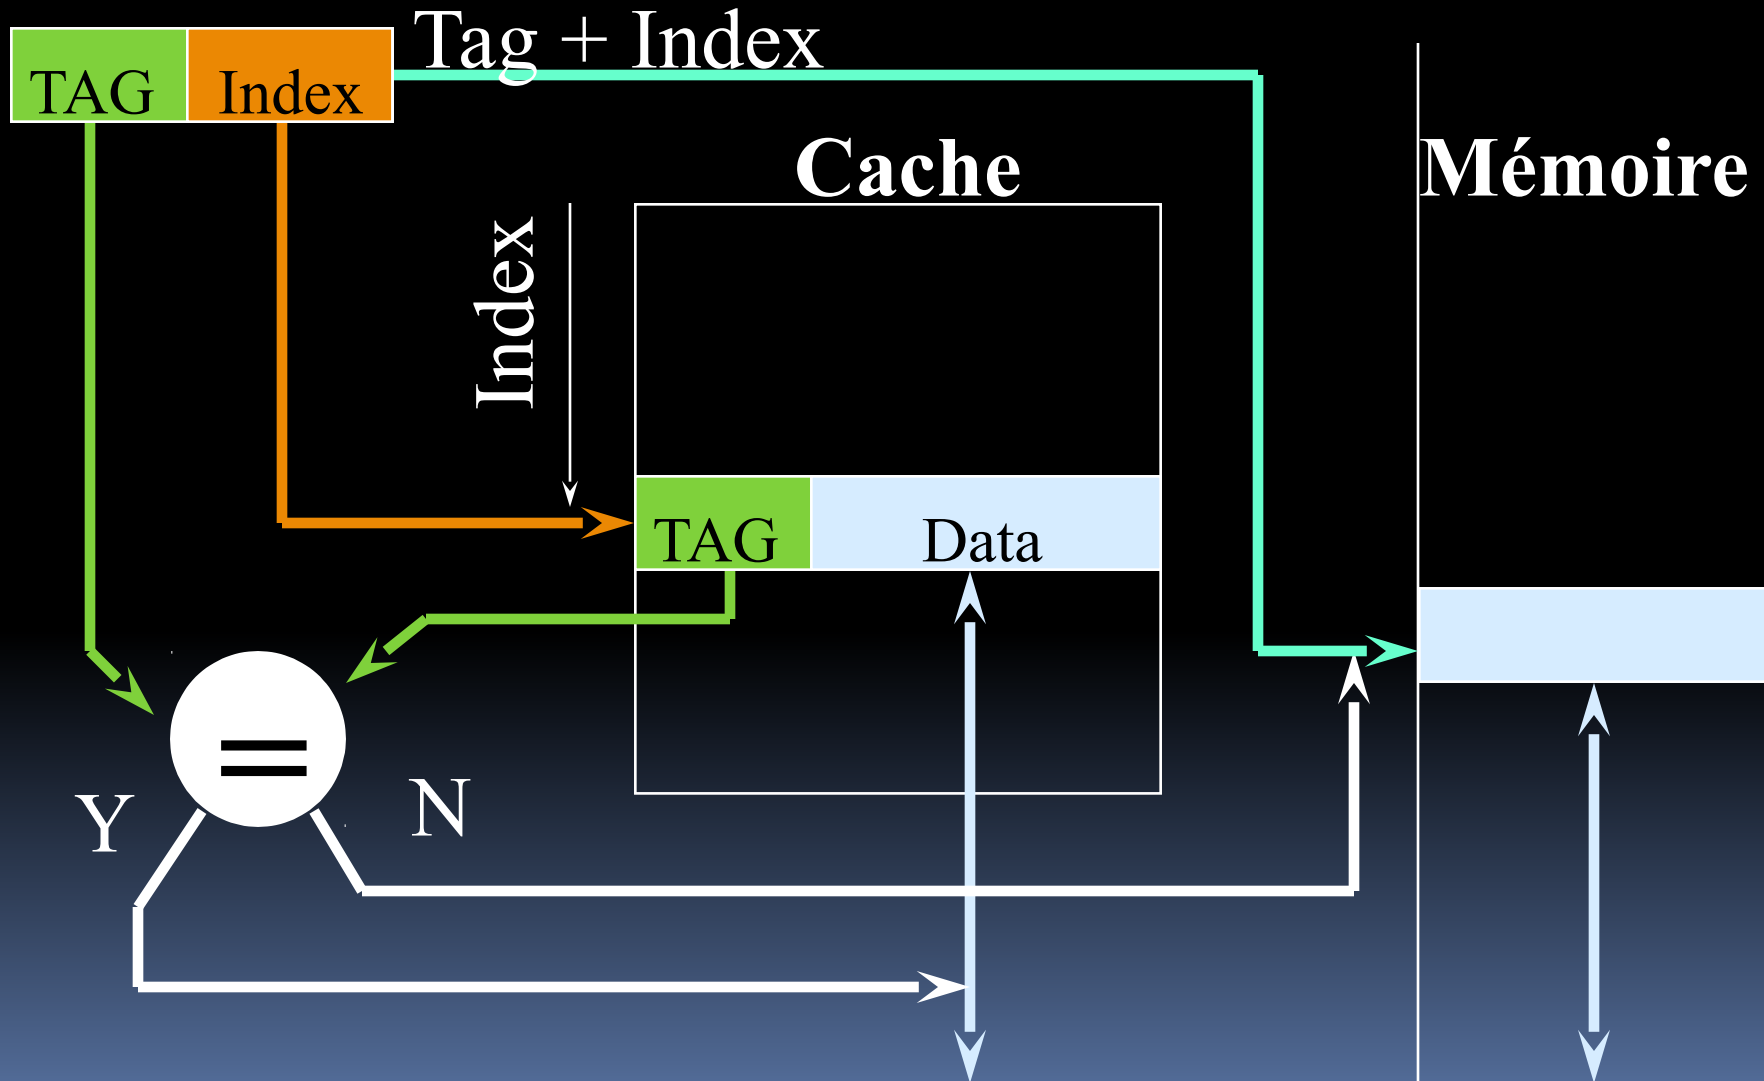 Tag + Index
TAG Index
Cache
Mémoire
Index
TAG Data
=
Y
N